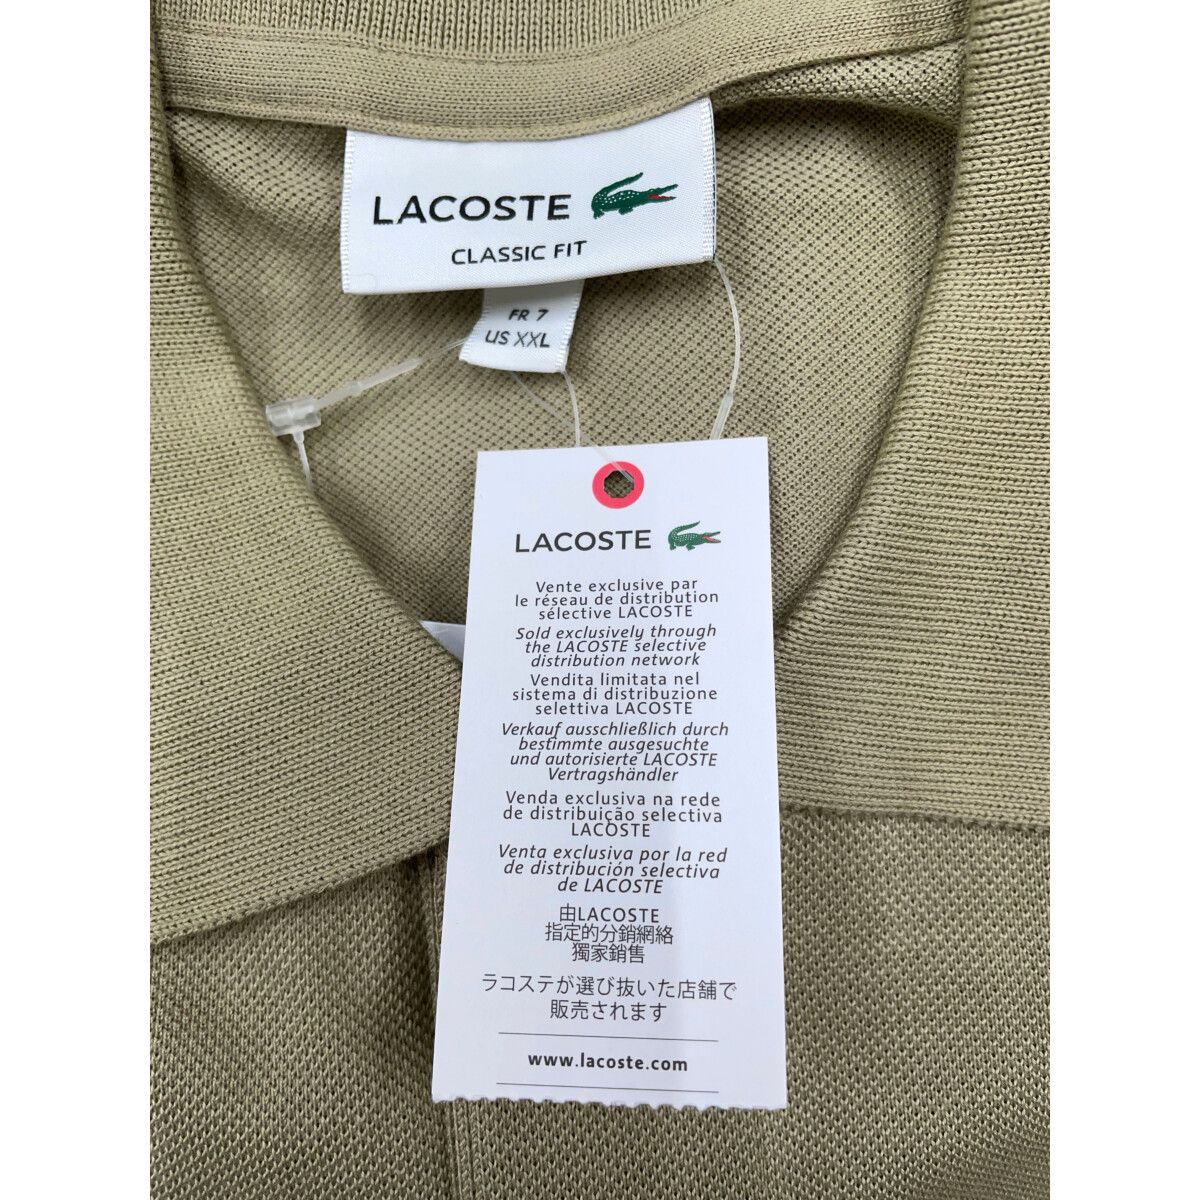 LACOSTE
CLASSIC FIT
FR 7
US XXL
LACOSTE
Vente exclusive par
le réseau de distribution
sélective LACOSTE
Sold exclusively through
the LACOSTE selective
distribution network
Vendita limitata nel
sistema di distribuzione
selettiva LACOSTE
Verkauf ausschließlich durch
bestimmte ausgesuchte
und autorisierte LACOSTE
Vertragshändler
Venda exclusiva na rede
de distribuição selectiva
LACOSTE
Venta exclusiva por la red
de distribución selectiva
de LACOSTE
由LACOSTE
指定的分銷網絡
獨家銷售
ラコステが選び抜いた店舗で
販売されます
www.lacoste.com